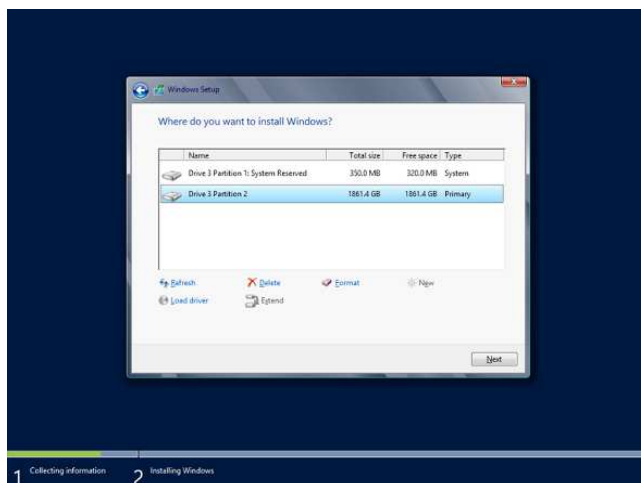 Windows Setup
Where do you want to install Windows?
Name Total size Free space Type
Drive 3 Partition 1: System Reserved 350.0 MB 320.0 MB System
Drive 3 Partition 2 1861.4 GB 1861.4 GB Primary
Refresh Delete Format New
Load driver Extend
Next
1 Collecting information 2 Installing Windows